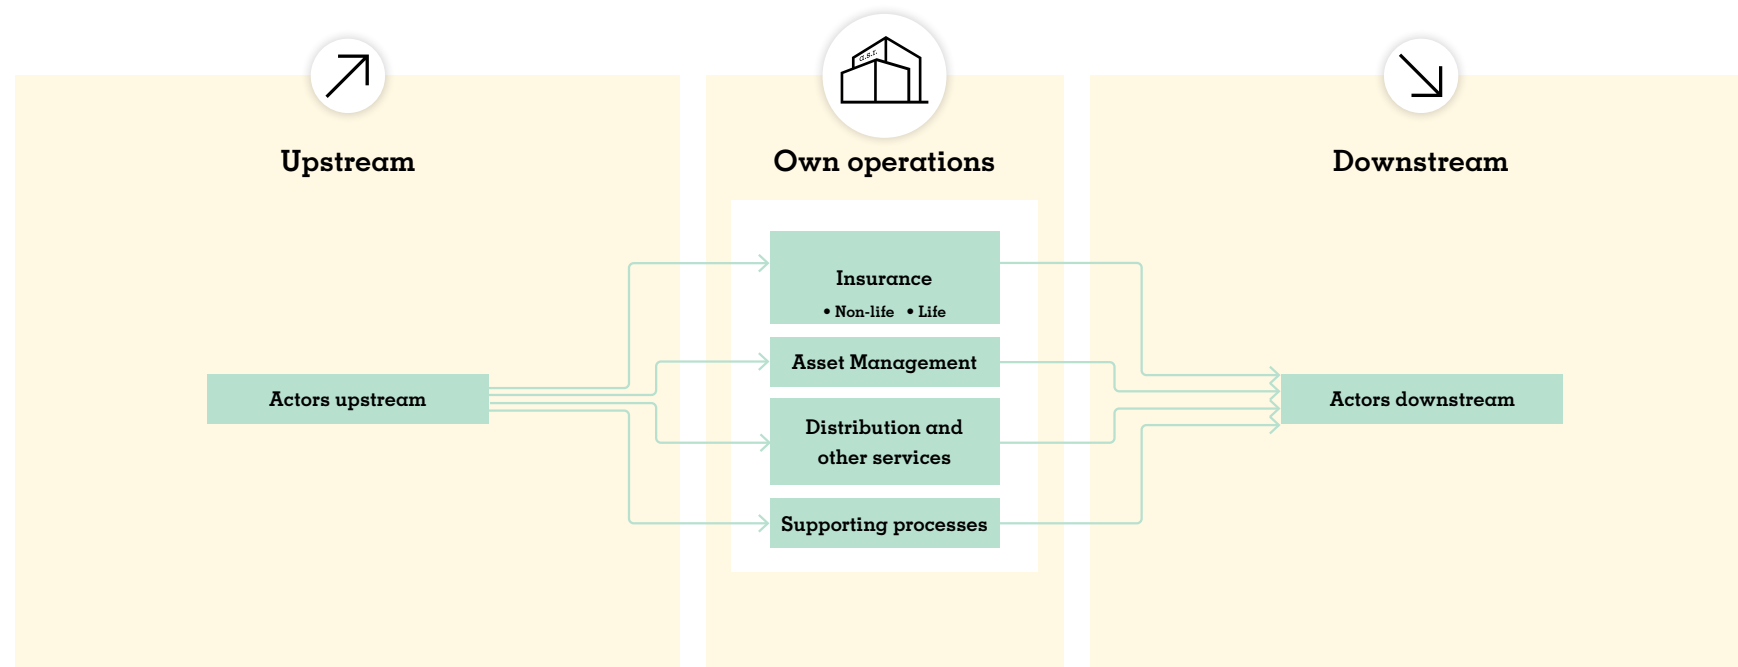 a.s.r.
Upstream
Own operations
Downstream
Insurance
• Non-life • Life
Asset Management
Actors upstream
Distribution and
other services
Supporting processes
Actors downstream